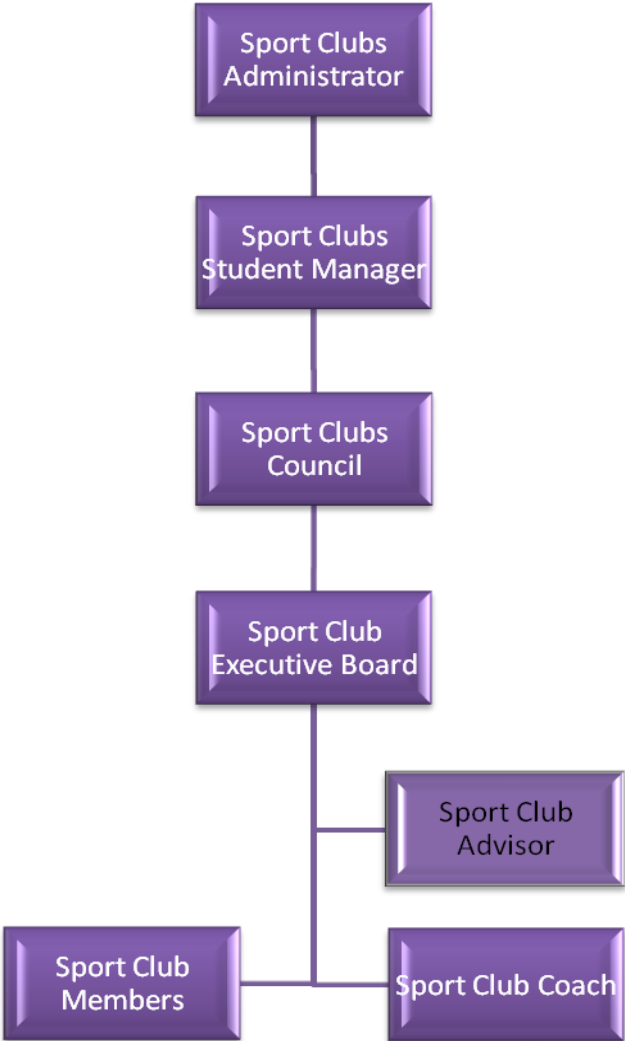 Sport Clubs
Administrator
Sport Clubs
Student Manager
Sport Clubs
Council
Sport Club
Executive Board
Sport Club
Advisor
Sport Club
Members
Sport Club Coach